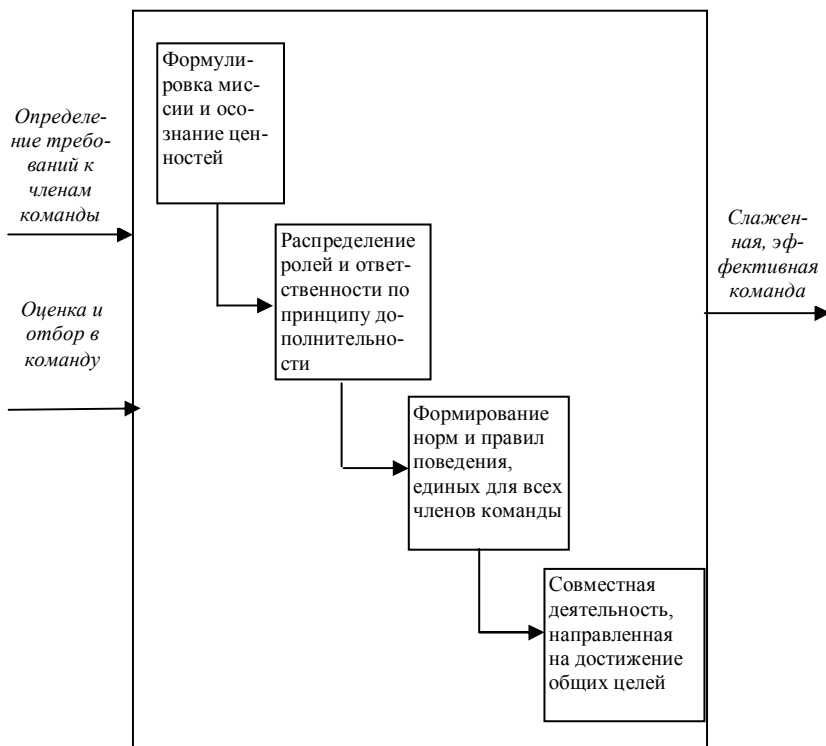 Формули-
ровка мис-
сии и осо-
знание цен-
ностей
Определе-
ние требо-
ваний к
членам
команды
Распределение
ролей и ответ-
ственности по
принципу до-
полнительно-
сти
Слажен-
ная, эф-
фективная
команда
Оценка и
отбор в
команду
Формирование
норм и правил
поведения,
единых для всех
членов команды
Совместная
деятельность,
направленная
на достижение
общих целей